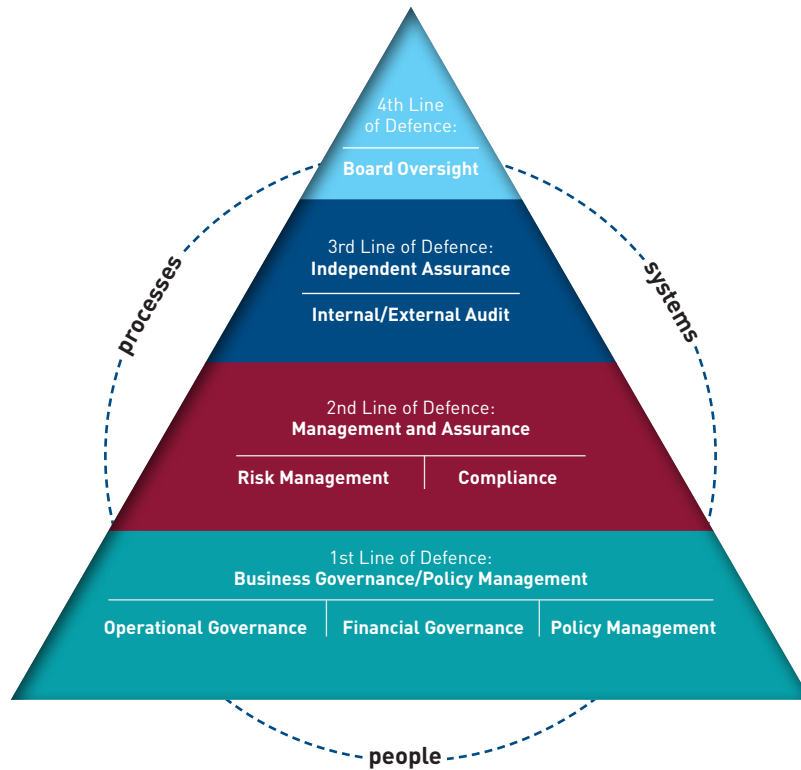 4th Line
of Defence:
Board Oversight
processes
systems
3rd Line of Defence:
Independent Assurance
Internal/External Audit
2nd Line of Defence:
Management and Assurance
Risk Management Compliance
1st Line of Defence:
Business Governance/Policy Management
Operational Governance Financial Governance Policy Management
people